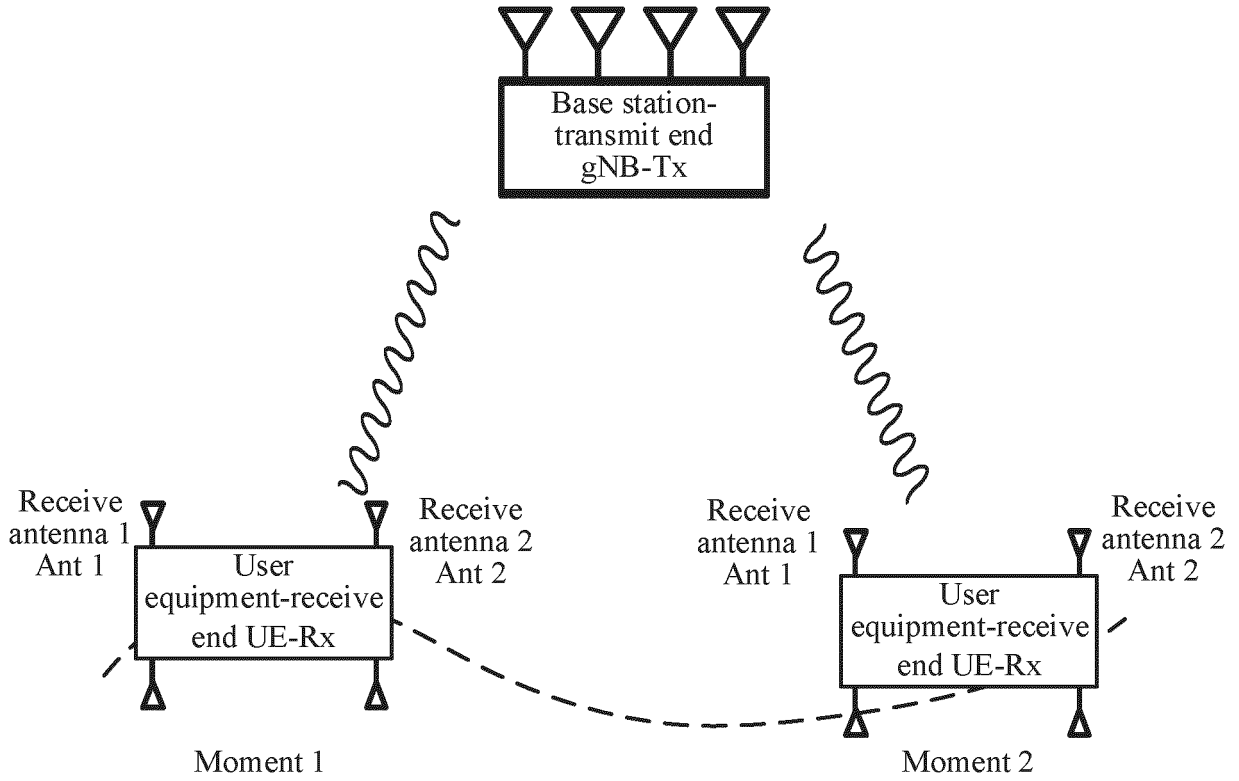 Base station-
transmit end
gNB-Tx
Receive
antenna 1
Ant 1
User
equipment-receive
end UE-Rx
Receive
antenna 2
Ant 2
Moment 1
Receive
antenna 1
Ant 1
User
equipment-receive
end UE-Rx
Receive
antenna 2
Ant 2
Moment 2